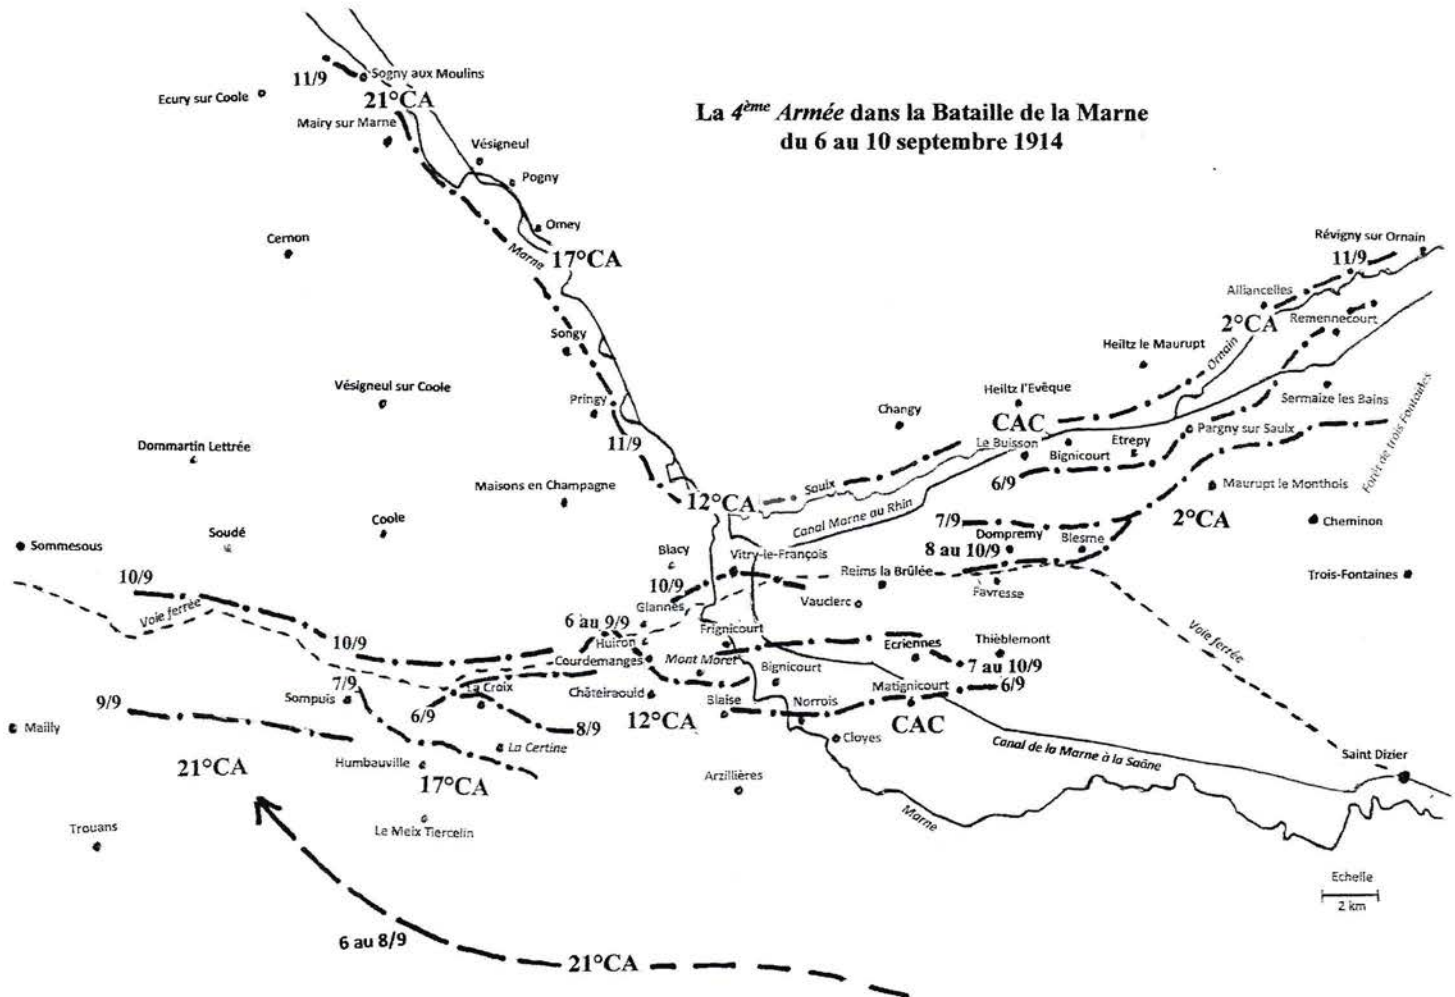 La 4ème Armée dans la Bataille de la Marne
du 6 au 10 septembre 1914
11/9
Sogny aux Moulins
Ecury sur Coole
21°CA
Mairy sur Marne
Vésigneul
Pogny
Omey
Cernon
Marne
17°CA
Révigny sur Ornain
11/9
Alliancelles
2°CA
Remennecourt
Songy
Heiltz le Maurupt
Ornain
Vésigneul sur Coole
Pringy
Heiltz l'Evêque
Sermaize les Bains
Changy
CAC
Pargny sur Saulx
Forêt de trois Fontaides
11/9
Le Buisson
Bignicourt
Etrepy
Dommartin Lettrée
6/9
Maisons en Champagne
12°CA
Saulx
Maurupt le Monthois
Coole
Canal Marne au Rhin
7/9
2°CA
Cheminon
Soudé
Sommesous
Blacy
Vitry-le-François
8 au 10/9
Dompremy
Blesme
10/9
10/9
Reims la Brûlée
Favresse
Trois-Fontaines
Voie ferrée
Glannes
Vauclerc
6 au 9/9
Huiron
Frignicourt
Ecriennes
Thièblemont
Voie ferrée
10/9
Courdemanges
Mont Moret
7 au 10/9
7/9
Bignicourt
6/9
Sompuis
La Croix
Châtelraould
Matignicourt
9/9
6/9
8/9
12°CA
Blaise
Norrois
CAC
Mailly
La Certine
Cloyes
Canal de la Marne à la Saône
Saint Dizier
21°CA
Humbauville
17°CA
Arzillières
Marne
Trouans
Le Meix Tiercelin
Echelle
2 km
6 au 8/9
21°CA